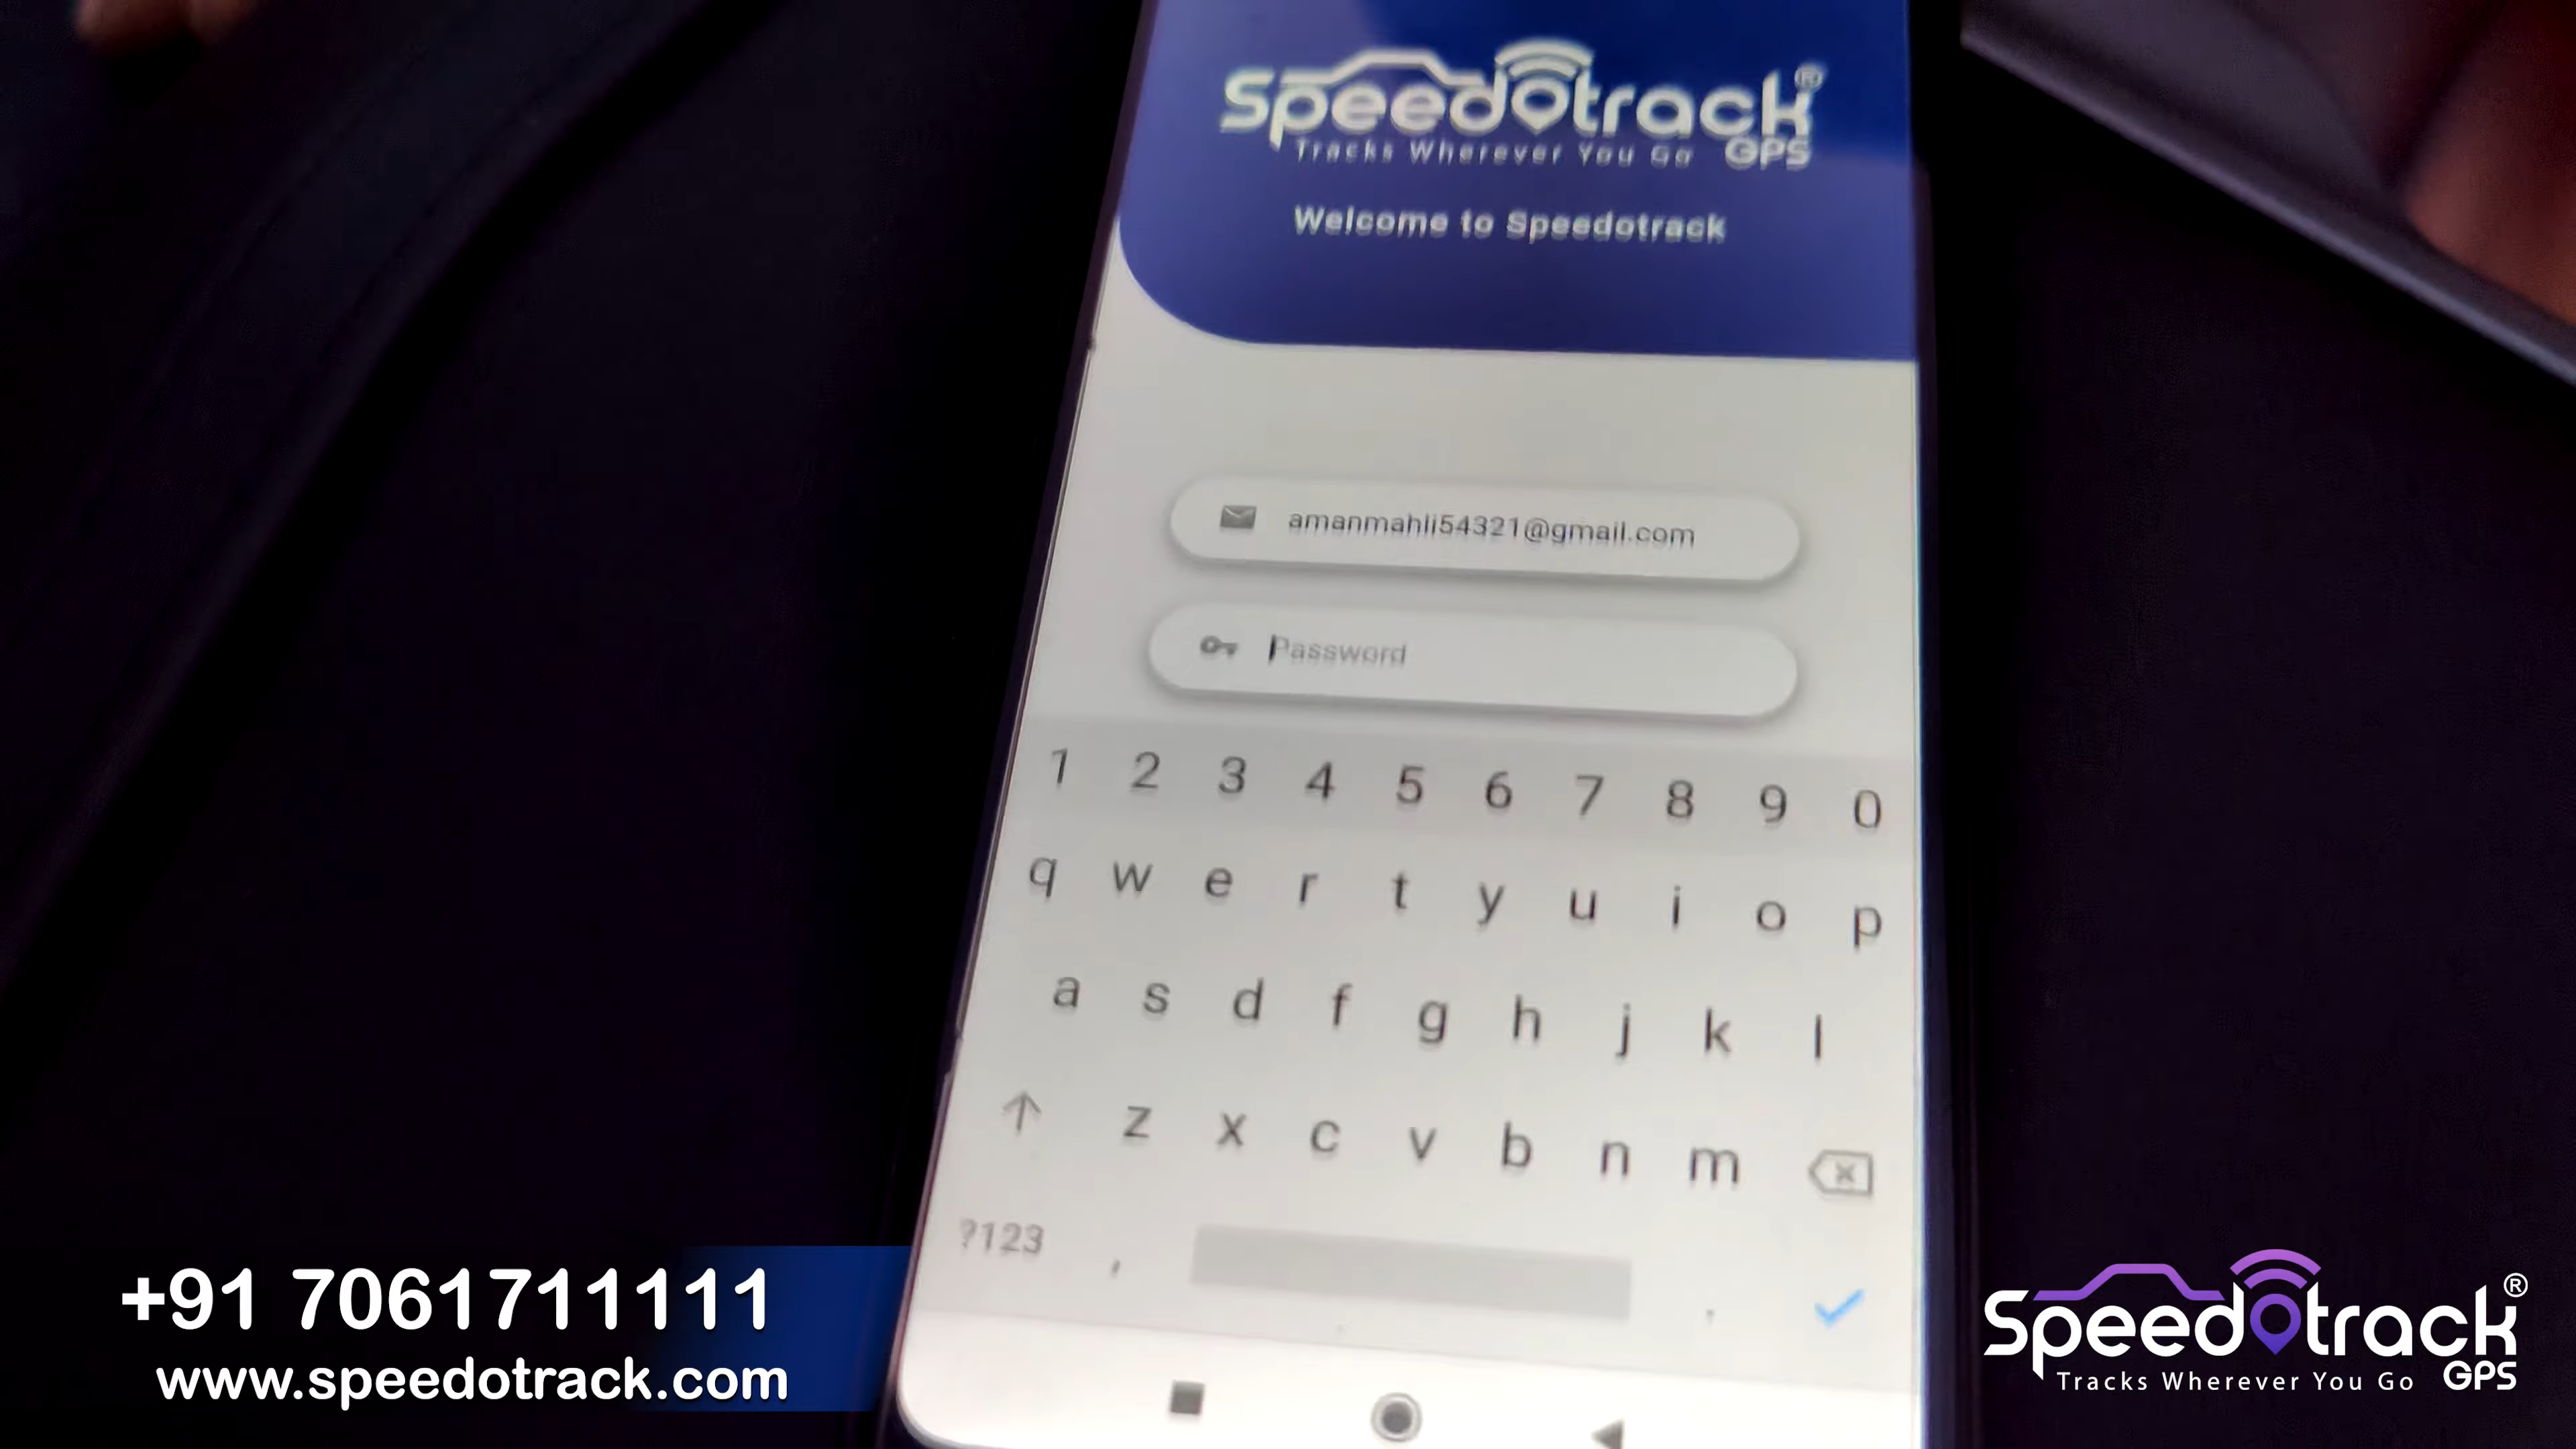 Speedotrack®
Tracks Wherever You Go GPS
Welcome to Speedotrack
amanmahli54321@gmail.com
Password
1 2 3 4 5 6 7 8 9 0
q w e r t y u i o p
a s d f g h j k l
z x c v b n m
?123 , .
+91 7061711111
www.speedotrack.com
Speedotrack®
Tracks Wherever You Go GPS